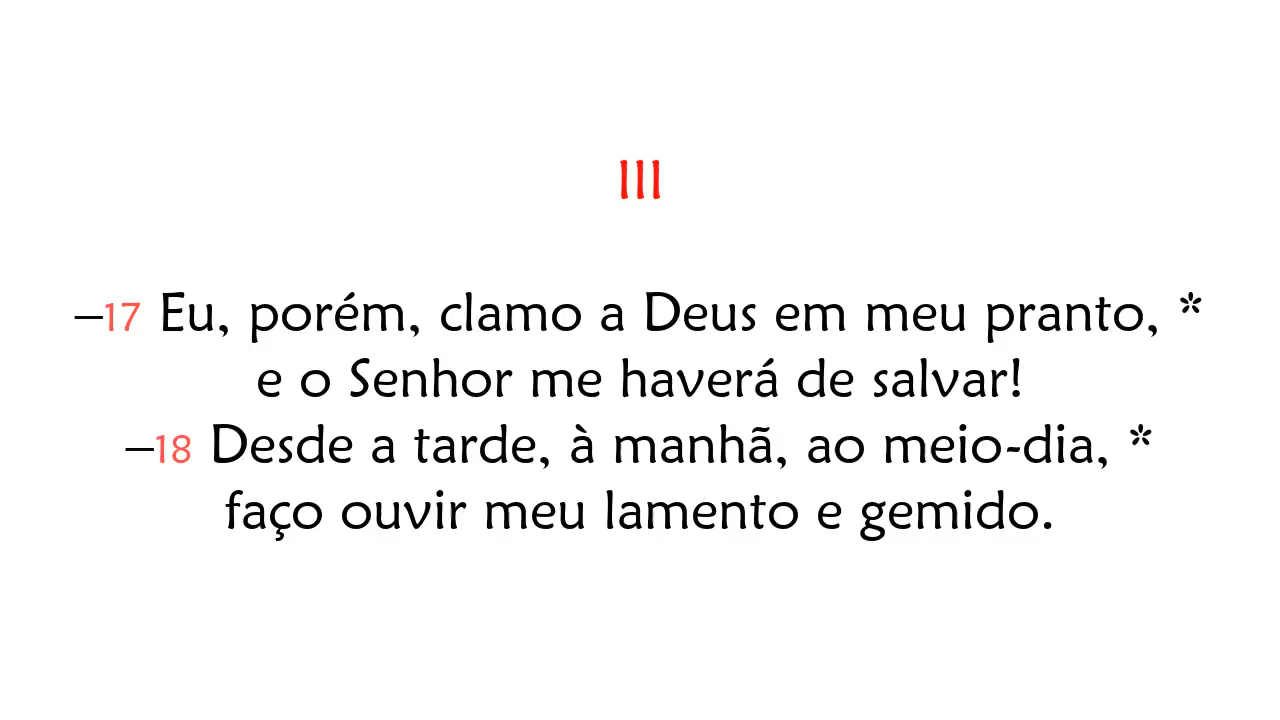 III
–17 Eu, porém, clamo a Deus em meu pranto, *
e o Senhor me haverá de salvar!
–18 Desde a tarde, à manhã, ao meio-dia, *
faço ouvir meu lamento e gemido.